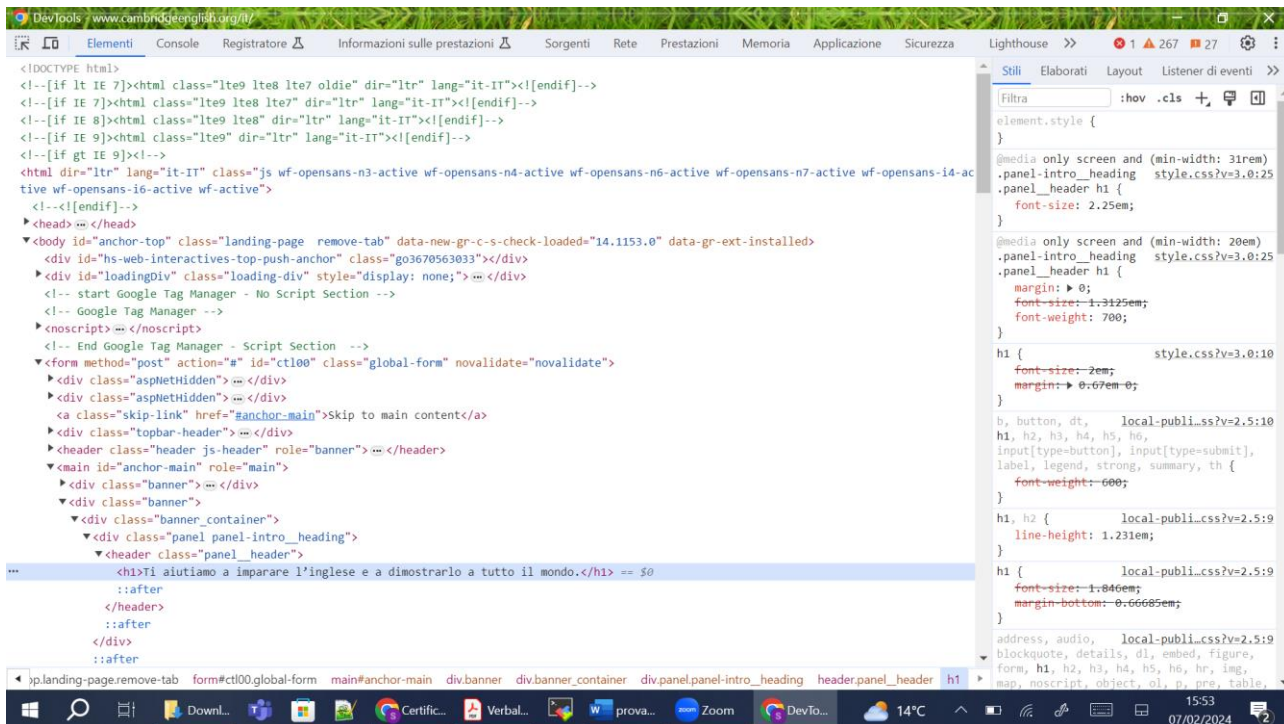 DevTools - www.cambridgeenglish.org/it/
Elementi Console Registratore Informazioni sulle prestazioni Sorgenti Rete Prestazioni Memoria Applicazione Sicurezza Lighthouse >> 1 267 27
<!DOCTYPE html>
<!--[if lt IE 7]><html class="lte9 lte8 lte7 oldie" dir="ltr" lang="it-IT"><![endif]-->
<!--[if IE 7]><html class="lte9 lte8 lte7" dir="ltr" lang="it-IT"><![endif]-->
<!--[if IE 8]><html class="lte9 lte8" dir="ltr" lang="it-IT"><![endif]-->
<!--[if IE 9]><html class="lte9" dir="ltr" lang="it-IT"><![endif]-->
<!--[if gt IE 9]><!-->
<html dir="ltr" lang="it-IT" class="js wf-opensans-n3-active wf-opensans-n4-active wf-opensans-n6-active wf-opensans-n7-active wf-opensans-i4-ac
tive wf-opensans-i6-active wf-active">
<!--<![endif]-->
<head> … </head>
<body id="anchor-top" class="landing-page remove-tab" data-new-gr-c-s-check-loaded="14.1153.0" data-gr-ext-installed>
<div id="hs-web-interactives-top-push-anchor" class="go3670563033"></div>
<div id="loadingDiv" class="loading-div" style="display: none;"> … </div>
<!-- start Google Tag Manager - No Script Section -->
<!-- Google Tag Manager -->
<noscript> … </noscript>
<!-- End Google Tag Manager - Script Section -->
<form method="post" action="#" id="ctl00" class="global-form" novalidate="novalidate">
<div class="aspNetHidden"> … </div>
<div class="aspNetHidden"> … </div>
<a class="skip-link" href="#anchor-main">Skip to main content</a>
<div class="topbar-header"> … </div>
<header class="header js-header" role="banner"> … </header>
<main id="anchor-main" role="main">
<div class="banner"> … </div>
<div class="banner">
<div class="banner_container">
<div class="panel panel-intro__heading">
<header class="panel__header">
… <h1>Ti aiutiamo a imparare l’inglese e a dimostrarlo a tutto il mondo.</h1> == $0
::after
</header>
::after
</div>
::after
op.landing-page.remove-tab form#ctl00.global-form main#anchor-main div.banner div.banner_container div.panel.panel-intro__heading header.panel__header h1
Stili Elaborati Layout Listener di eventi >>
Filtra :hov .cls +
element.style {
}
@media only screen and (min-width: 31rem)
.panel-intro__heading style.css?v=3.0:25
.panel__header h1 {
font-size: 2.25em;
}
@media only screen and (min-width: 20em)
.panel-intro__heading style.css?v=3.0:25
.panel__header h1 {
margin: 0;
font-size: 1.3125em;
font-weight: 700;
}
h1 { style.css?v=3.0:10
font-size: 2em;
margin: 0.67em 0;
}
b, button, dt, local-publi…css?v=2.5:10
h1, h2, h3, h4, h5, h6,
input[type=button], input[type=submit],
label, legend, strong, summary, th {
font-weight: 600;
}
h1, h2 { local-publi…css?v=2.5:9
line-height: 1.231em;
}
h1 { local-publi…css?v=2.5:9
font-size: 1.846em;
margin-bottom: 0.66685em;
}
address, audio, local-publi…css?v=2.5:9
blockquote, details, dl, embed, figure,
form, h1, h2, h3, h4, h5, h6, hr, img,
map, noscript, object, ol, p, pre, table,
Downl... Certific... Verbal... prova... Zoom DevTo... 14°C 15:53
07/02/2024